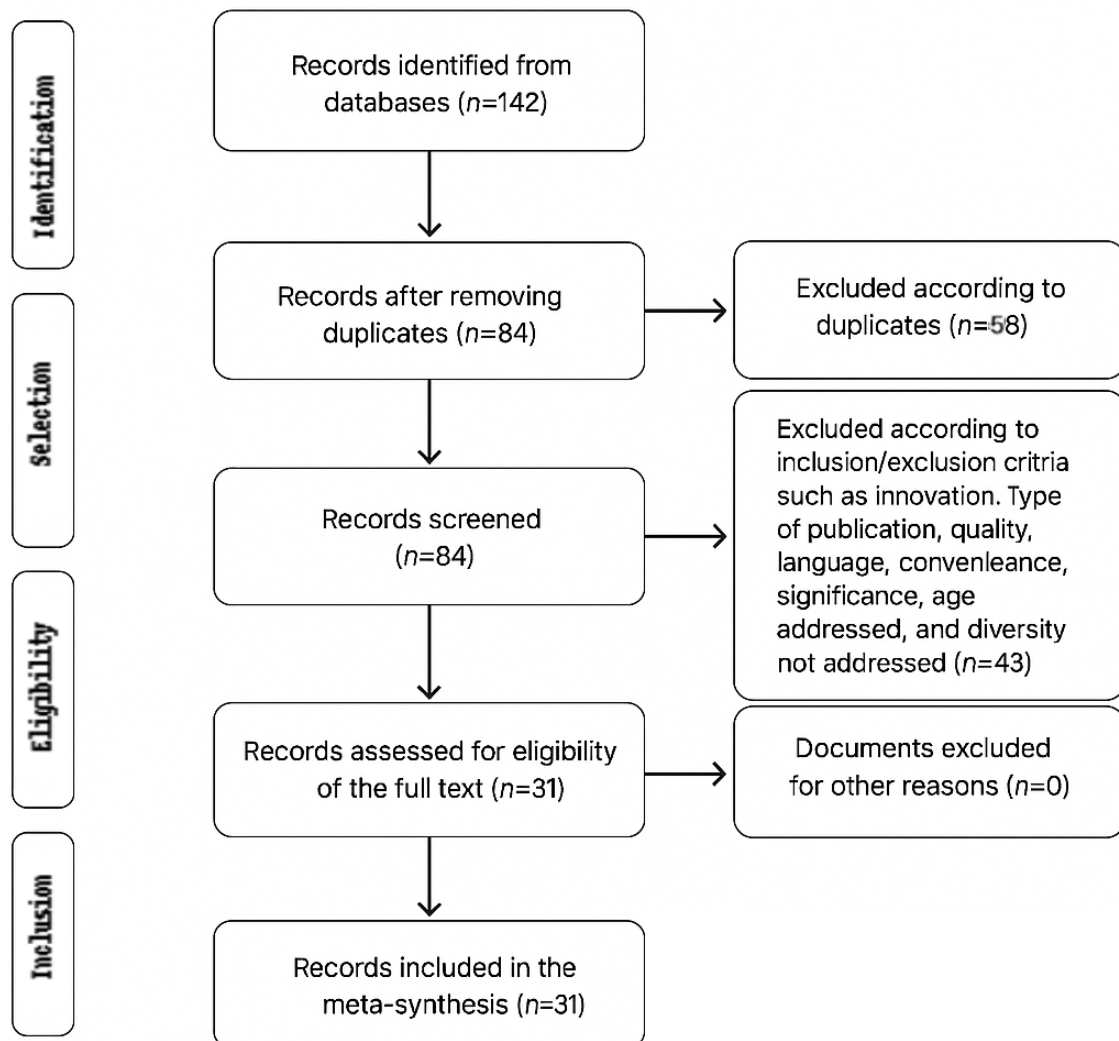 Identification
Records identified from
databases (n=142)
Records after removing
duplicates (n=84)
Excluded according to
duplicates (n=58)
Selection
Records screened
(n=84)
Excluded according to
inclusion/exclusion critria
such as innovation. Type
of publication, quality,
language, convenleance,
significance, age
addressed, and diversity
not addressed (n=43)
Eligibility
Records assessed for eligibility
of the full text (n=31)
Documents excluded
for other reasons (n=0)
Inclusion
Records included in the
meta-synthesis (n=31)